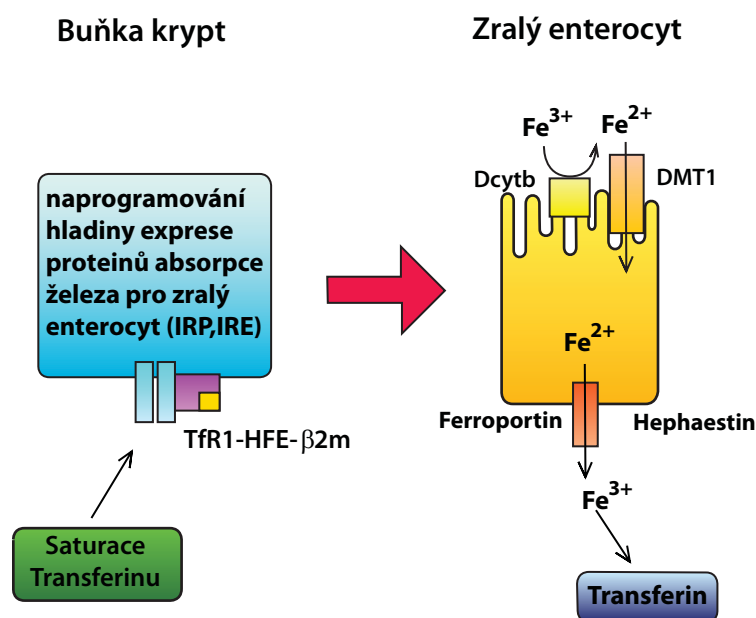 Buňka krypt
naprogramování
hladiny exprese
proteinů absorpce
železa pro zralý
enterocyt (IRP,IRE)
TfR1-HFE-β2m
Saturace
Transferinu
Zralý enterocyt
Fe3+
Fe2+
Dcytb
DMT1
Fe2+
Ferroportin
Hephaestin
Fe3+
Transferin